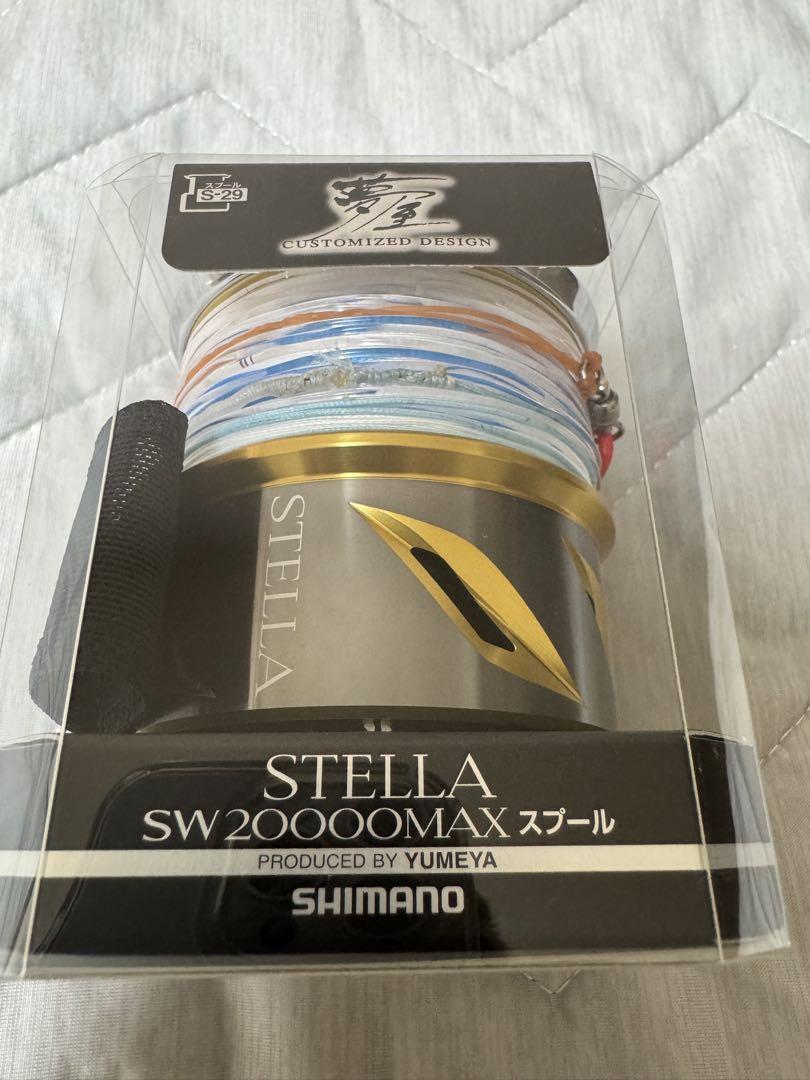 スプール
S-29
夢屋
CUSTOMIZED DESIGN
STELLA
STELLA
SW20000MAX スプール
PRODUCED BY YUMEYA
SHIMANO